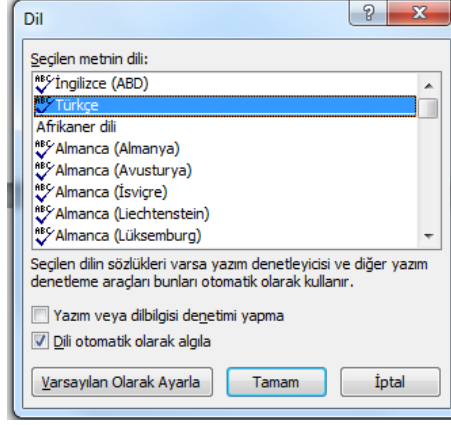 Dil
Seçilen metnin dili:
İngilizce (ABD)
Türkçe
Afrikaner dili
Almanca (Almanya)
Almanca (Avusturya)
Almanca (İsviçre)
Almanca (Liechtenstein)
Almanca (Lüksemburg)
Seçilen dilin sözlükleri varsa yazım denetleyicisi ve diğer yazım
denetleme araçları bunları otomatik olarak kullanır.
Yazım veya dilbilgisi denetimi yapma
Dili otomatik olarak algıla
Varsayılan Olarak Ayarla
Tamam
İptal